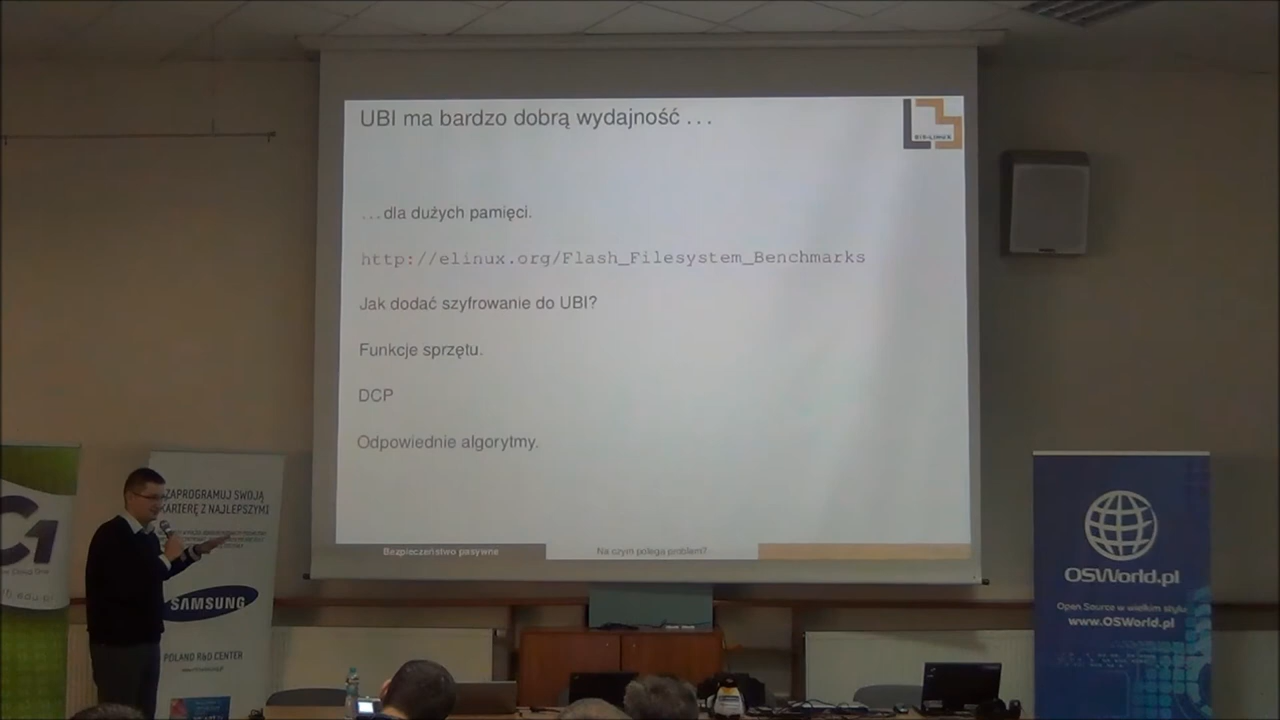 UBI ma bardzo dobrą wydajność . . .
. . . dla dużych pamięci.
http://elinux.org/Flash_Filesystem_Benchmarks
Jak dodać szyfrowanie do UBI?
Funkcje sprzętu.
DCP
Odpowiednie algorytmy.
Bezpieczeństwo pasywne
Na czym polega problem?
ZAPROGRAMUJ SWOJĄ
KARIERĘ Z NAJLEPSZYMI
SAMSUNG
POLAND R&D CENTER
OSWorld.pl
Open Source w wielkim stylu
www.OSWorld.pl